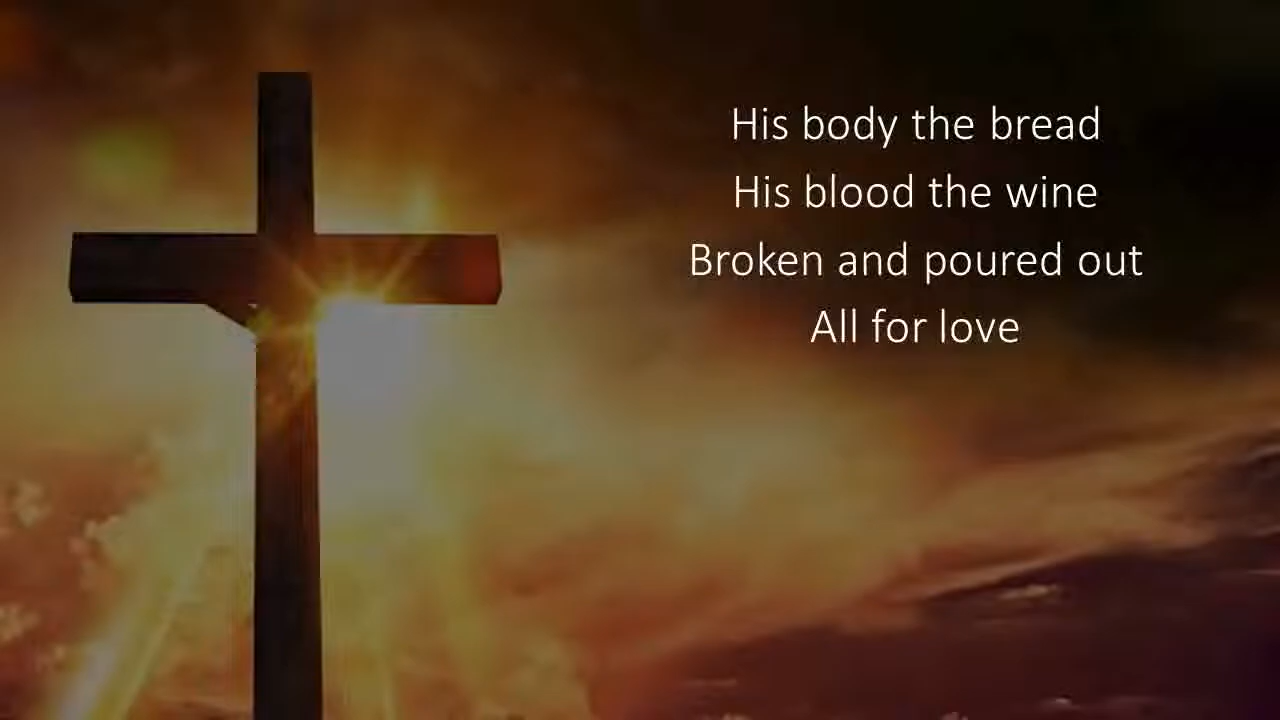 His body the bread
His blood the wine
Broken and poured out
All for love